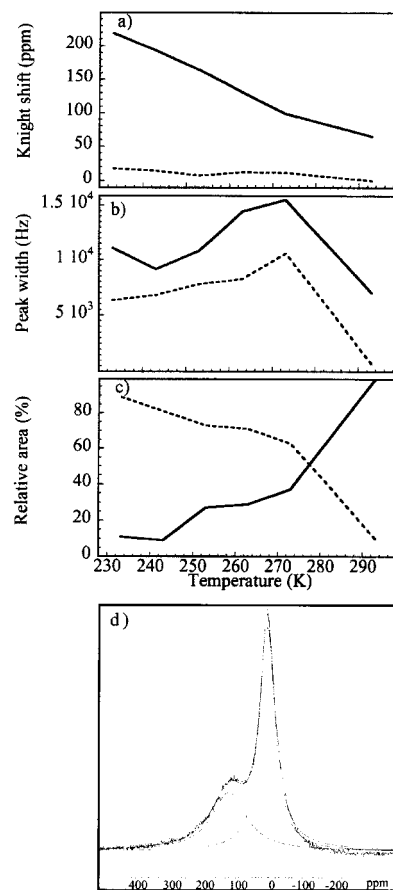 a)
200
150
100
50
0
Knight shift (ppm)
b)
1.5 10⁴
1 10⁴
5 10³
Peak width (Hz)
c)
80
60
40
20
0
Relative area (%)
230 240 250 260 270 280 290
Temperature (K)
d)
400 300 200 100 0 -100 -200 ppm